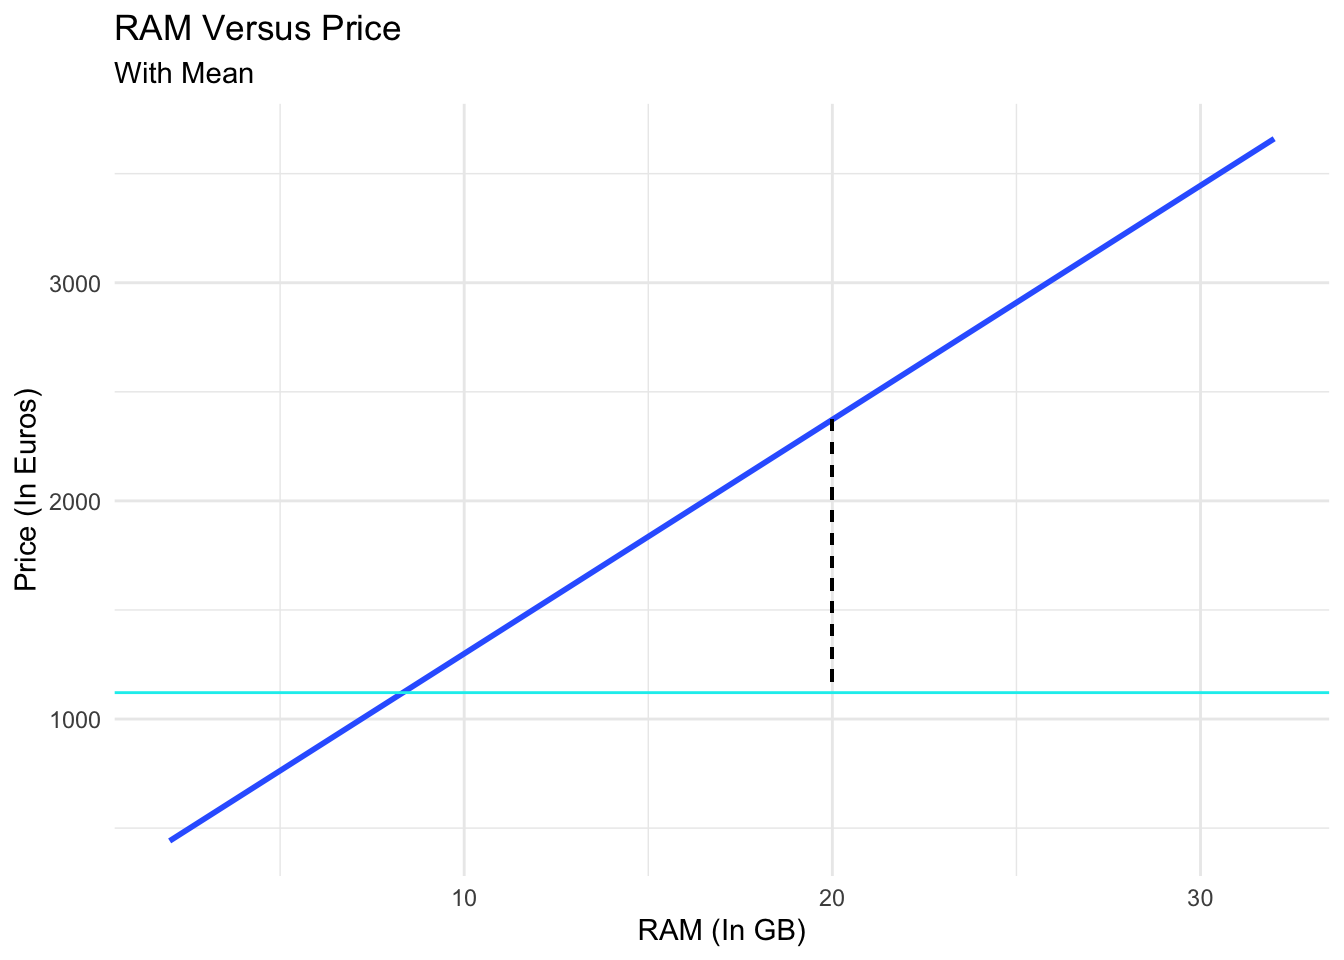 RAM Versus Price
With Mean
3000
2000
1000
Price (In Euros)
10 20 30
RAM (In GB)